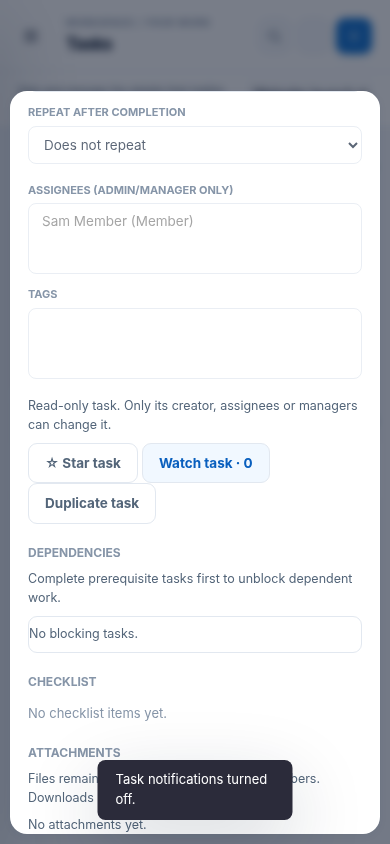 Tasks
REPEAT AFTER COMPLETION
Does not repeat
ASSIGNEES (ADMIN/MANAGER ONLY)
Sam Member (Member)
TAGS
Read-only task. Only its creator, assignees or managers
can change it.
☆ Star task
Watch task · 0
Duplicate task
DEPENDENCIES
Complete prerequisite tasks first to unblock dependent
work.
No blocking tasks.
CHECKLIST
No checklist items yet.
ATTACHMENTS
Files remain
Downloads
No attachments yet.
Task notifications turned
off.